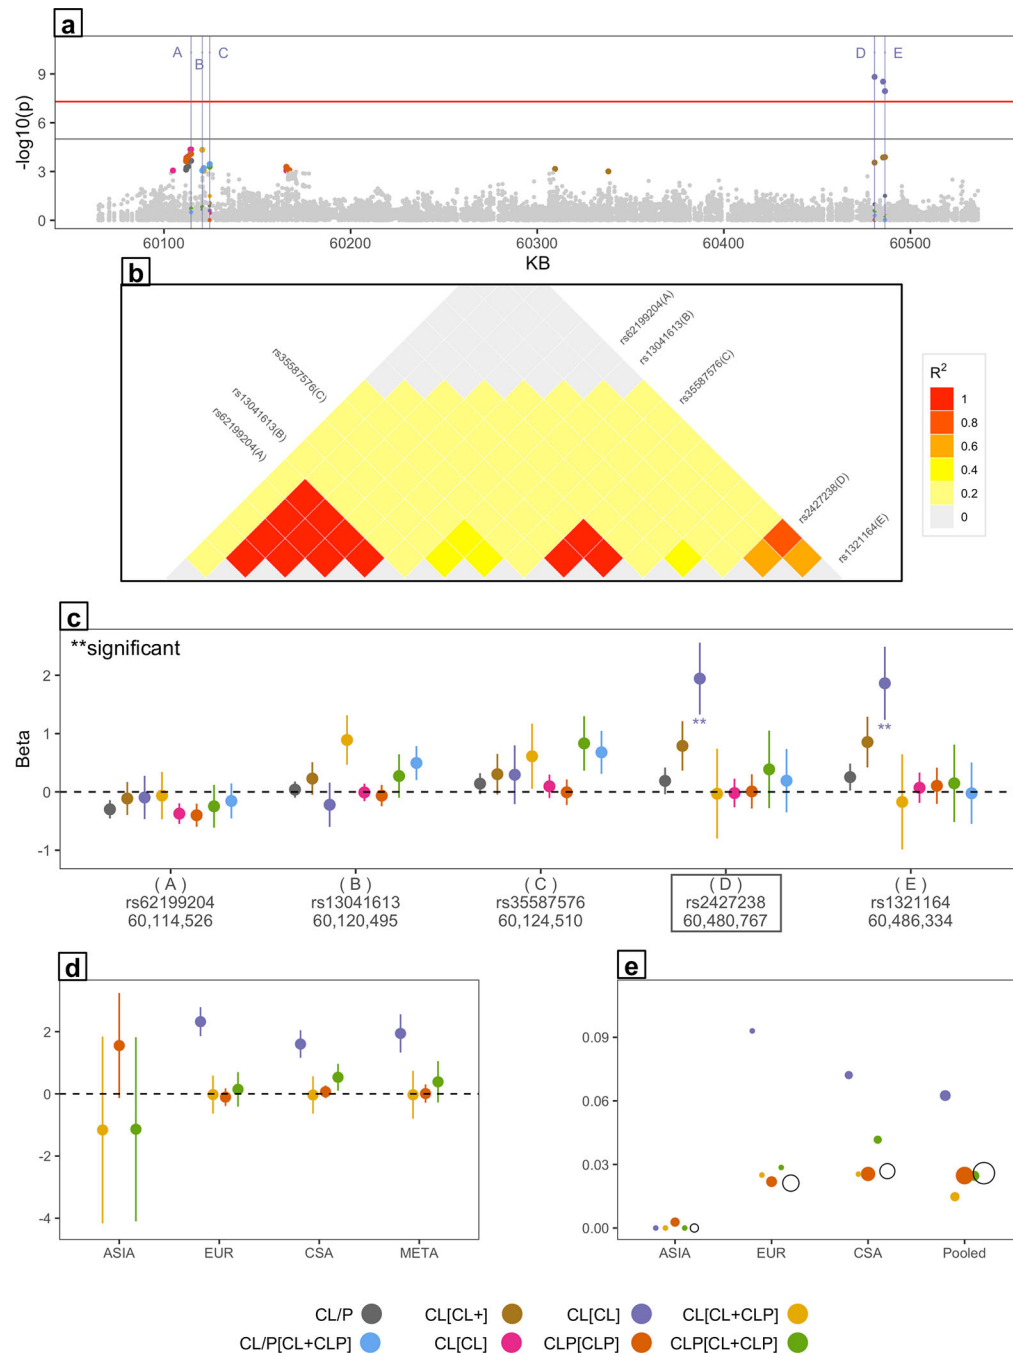 a
A
B
C
D
E
9
6
3
0
-log10(p)
60100
60200
60300
60400
60500
KB
b
rs62199204(A)
rs13041613(B)
rs35587576(C)
rs35587576(C)
rs13041613(B)
rs62199204(A)
rs2427238(D)
rs1321164(E)
R2
1
0.8
0.6
0.4
0.2
0
c
**significant
2
1
0
-1
Beta
**
**
( A )
rs62199204
60,114,526
( B )
rs13041613
60,120,495
( C )
rs35587576
60,124,510
( D )
rs2427238
60,480,767
( E )
rs1321164
60,486,334
d
2
0
-2
-4
ASIA
EUR
CSA
META
e
0.09
0.06
0.03
0.00
ASIA
EUR
CSA
Pooled
CL/P
CL[CL+]
CL[CL]
CL[CL+CLP]
CL/P[CL+CLP]
CL[CL]
CLP[CLP]
CLP[CL+CLP]